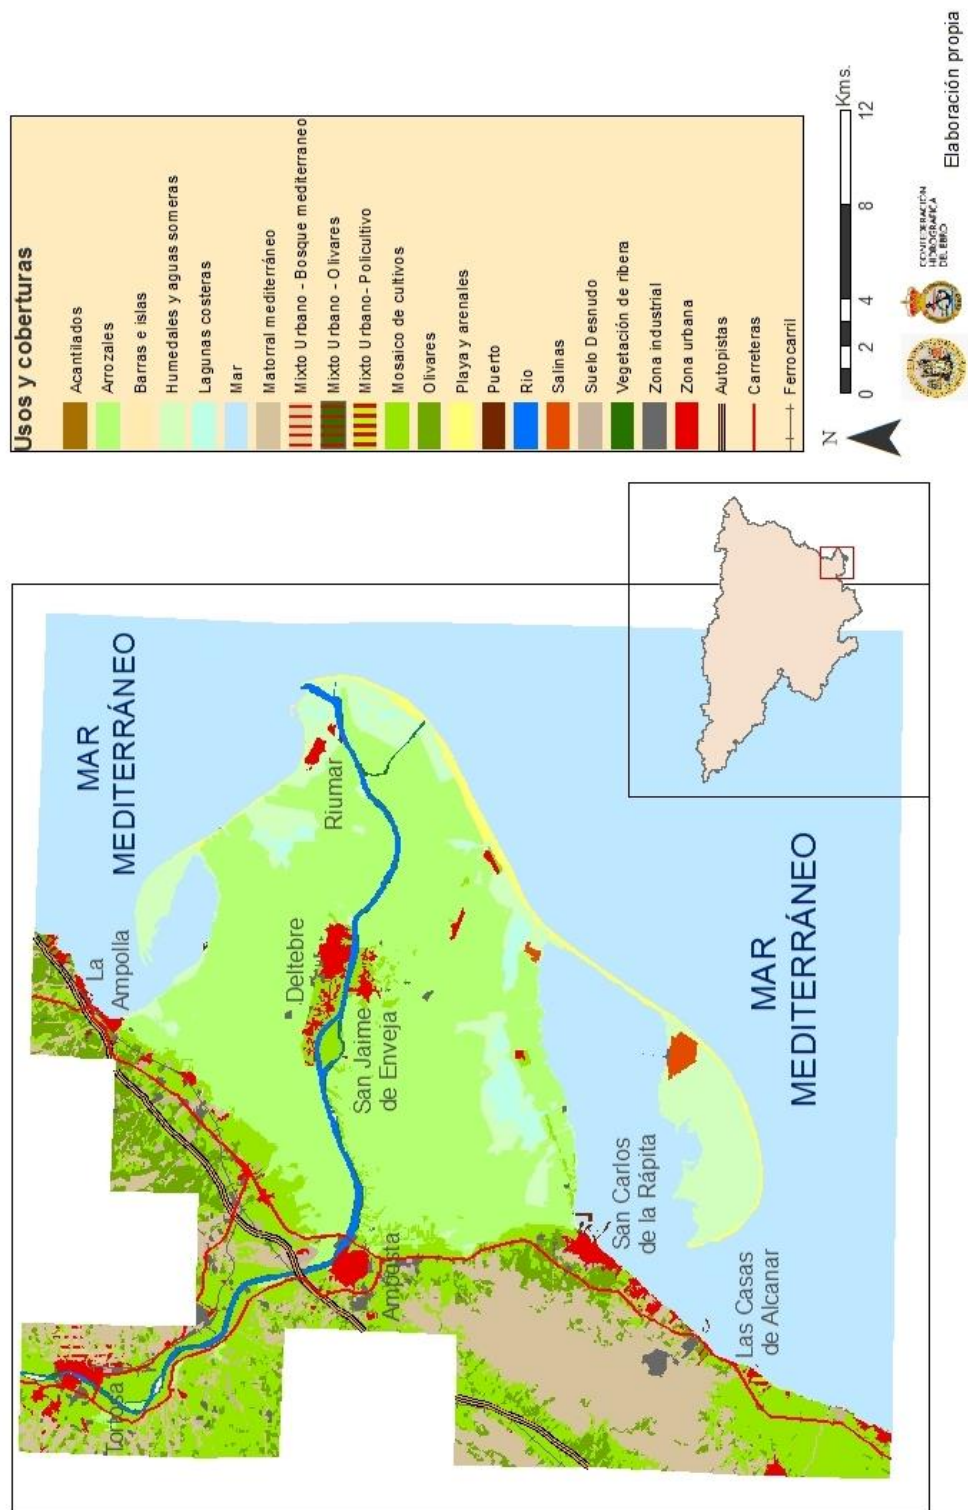 MAR
MEDITERRÁNEO
La
Ampolla
Riumar
Deltebre
San Jaime
de Enveja
Tortosa
Amposta
San Carlos
de la Rápita
Las Casas
de Alcanar
MAR
MEDITERRÁNEO
Usos y coberturas
Acantilados
Arrozales
Barras e islas
Humedales y aguas someras
Lagunas costeras
Mar
Matorral mediterráneo
Mixto Urbano - Bosque mediterraneo
Mixto Urbano - Olivares
Mixto Urbano- Policultivo
Mosaico de cultivos
Olivares
Playa y arenales
Puerto
Rio
Salinas
Suelo Desnudo
Vegetación de ribera
Zona industrial
Zona urbana
Autopistas
Carreteras
Ferrocarril
N
0 2 4 8 12
Kms.
CONFEDERACIÓN
HIDROGRÁFICA
DEL EBRO
Elaboración propia